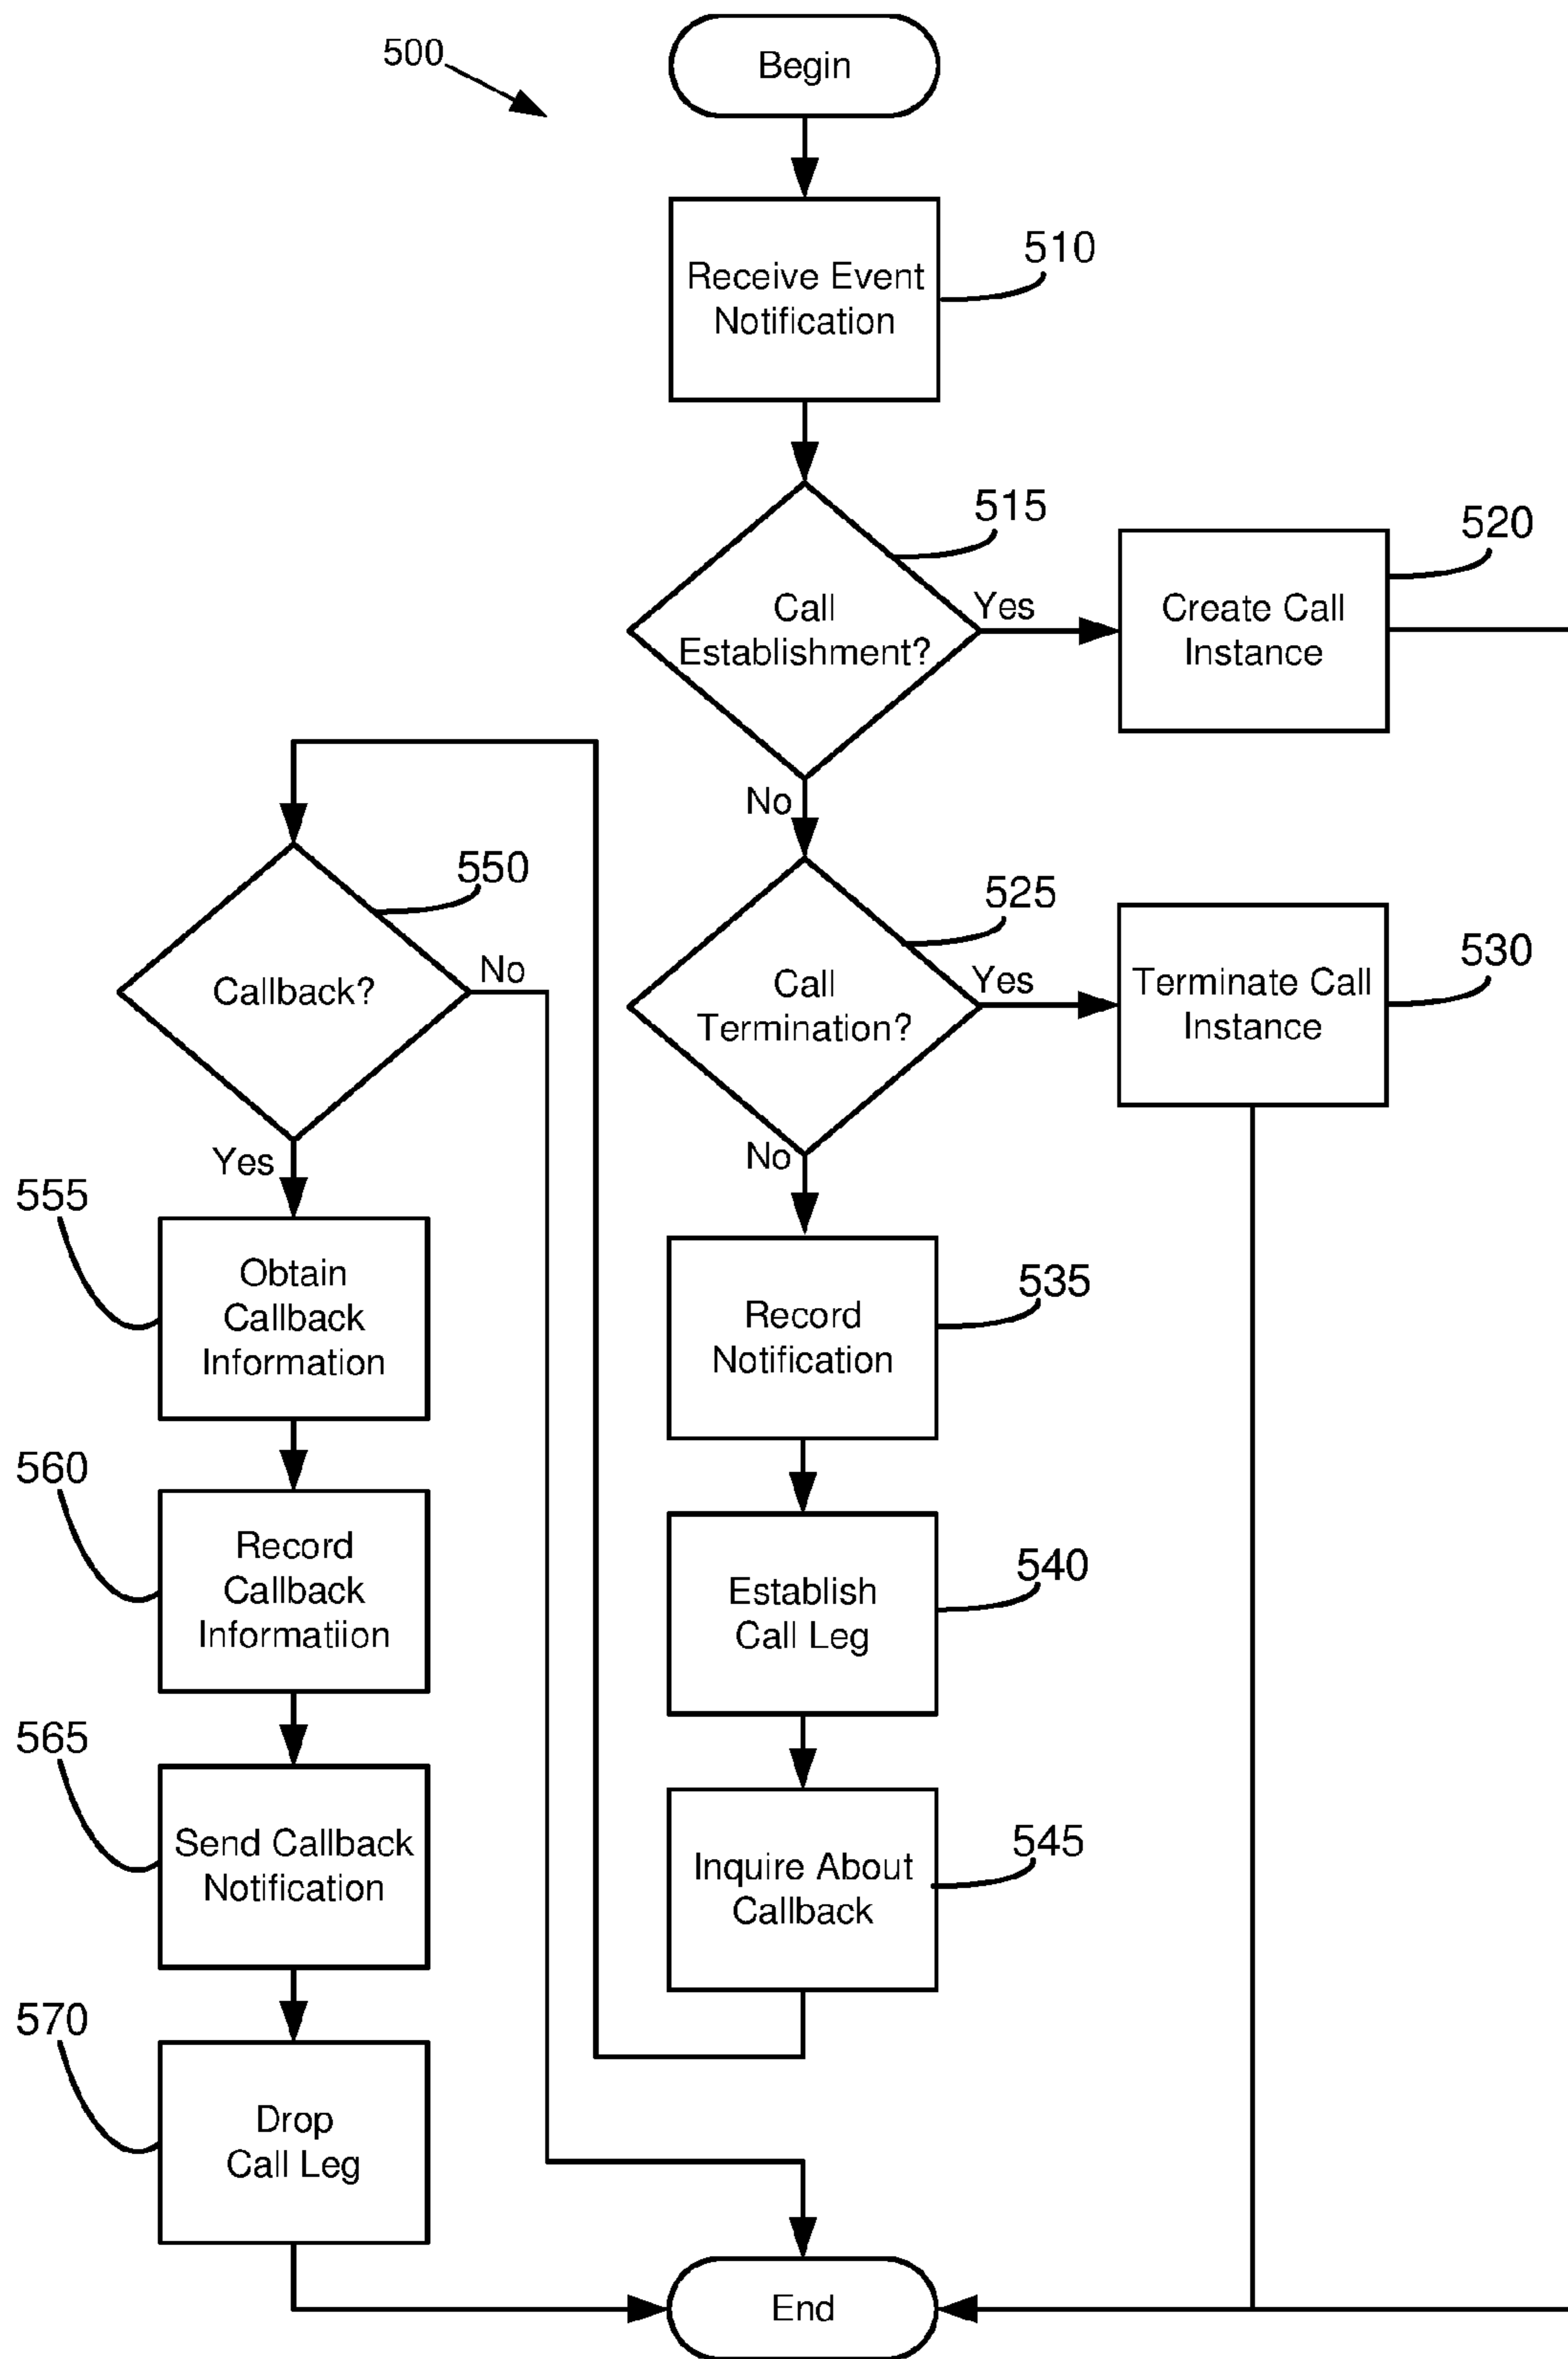 500
Begin
510
Receive Event
Notification
515
Call
Establishment?
Yes
520
Create Call
Instance
No
525
Call
Termination?
Yes
530
Terminate Call
Instance
No
535
Record
Notification
540
Establish
Call Leg
545
Inquire About
Callback
550
Callback?
No
Yes
555
Obtain
Callback
Information
560
Record
Callback
Informatiion
565
Send Callback
Notification
570
Drop
Call Leg
End